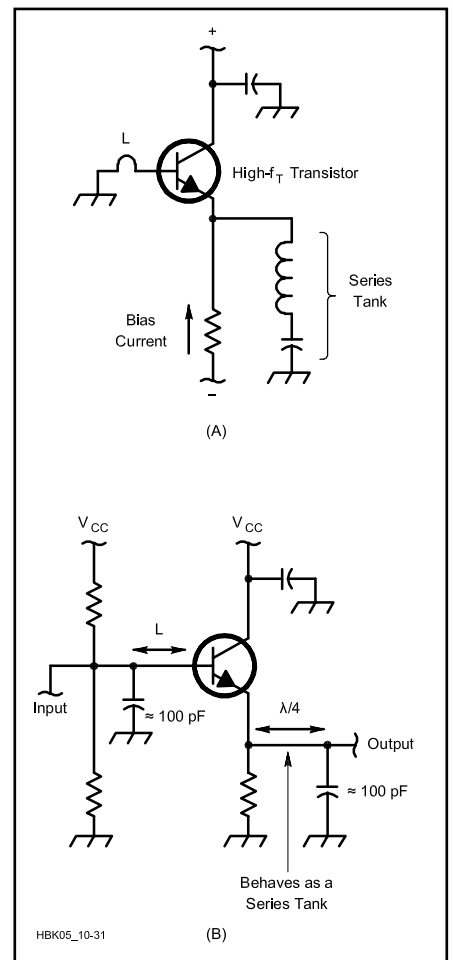 +
L
High-fT Transistor
Series
Tank
Bias
Current
–
(A)
VCC
VCC
L
λ/4
Input
≈ 100 pF
Output
≈ 100 pF
Behaves as a
Series Tank
HBK05_10-31
(B)